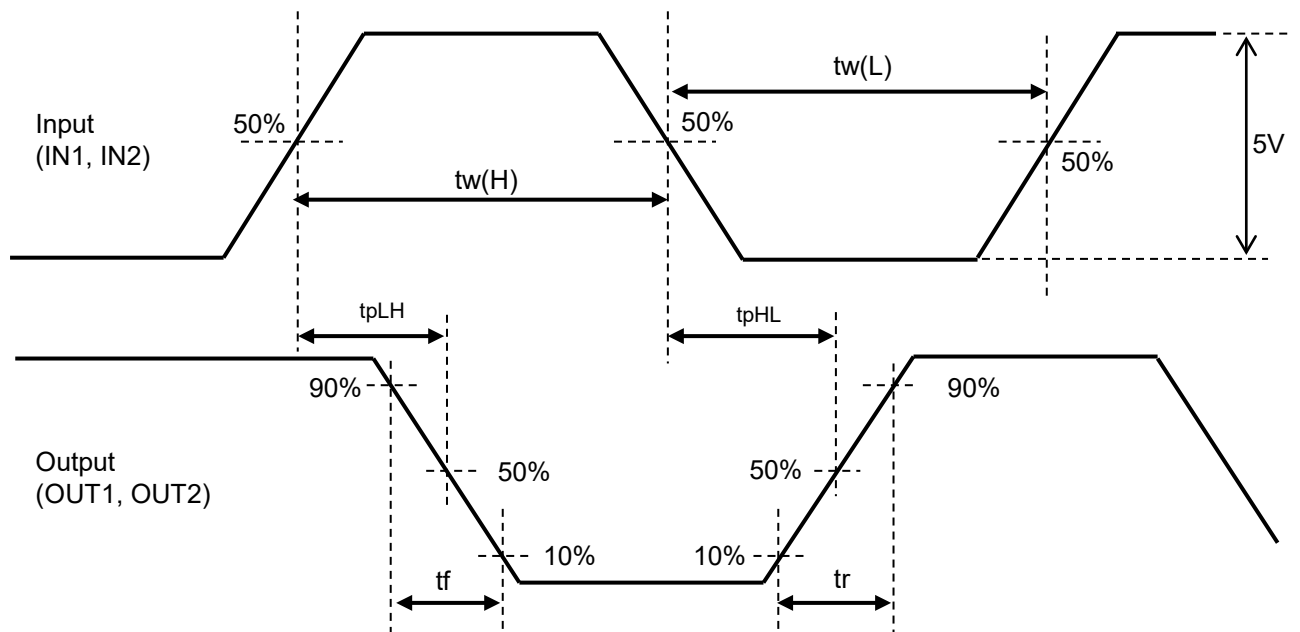 tw(L)
Input
(IN1, IN2)
50%
50%
50%
5V
tw(H)
tpLH
tpHL
90%
90%
Output
(OUT1, OUT2)
50%
50%
10%
10%
tf
tr